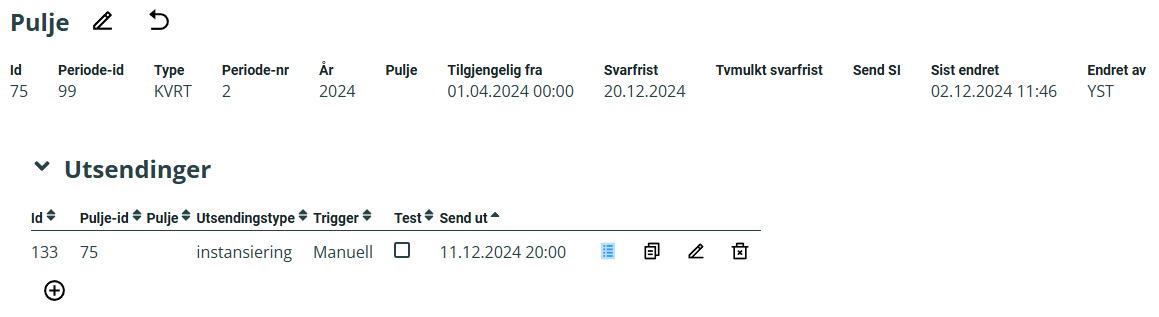 Pulje
Id Periode-id Type Periode-nr År Pulje Tilgjengelig fra Svarfrist Tvmulkt svarfrist Send SI Sist endret Endret av
75 99 KVRT 2 2024 01.04.2024 00:00 20.12.2024 02.12.2024 11:46 YST
Utsendinger
Id Pulje-id Pulje Utsendingstype Trigger Test Send ut
133 75 instansiering Manuell 11.12.2024 20:00